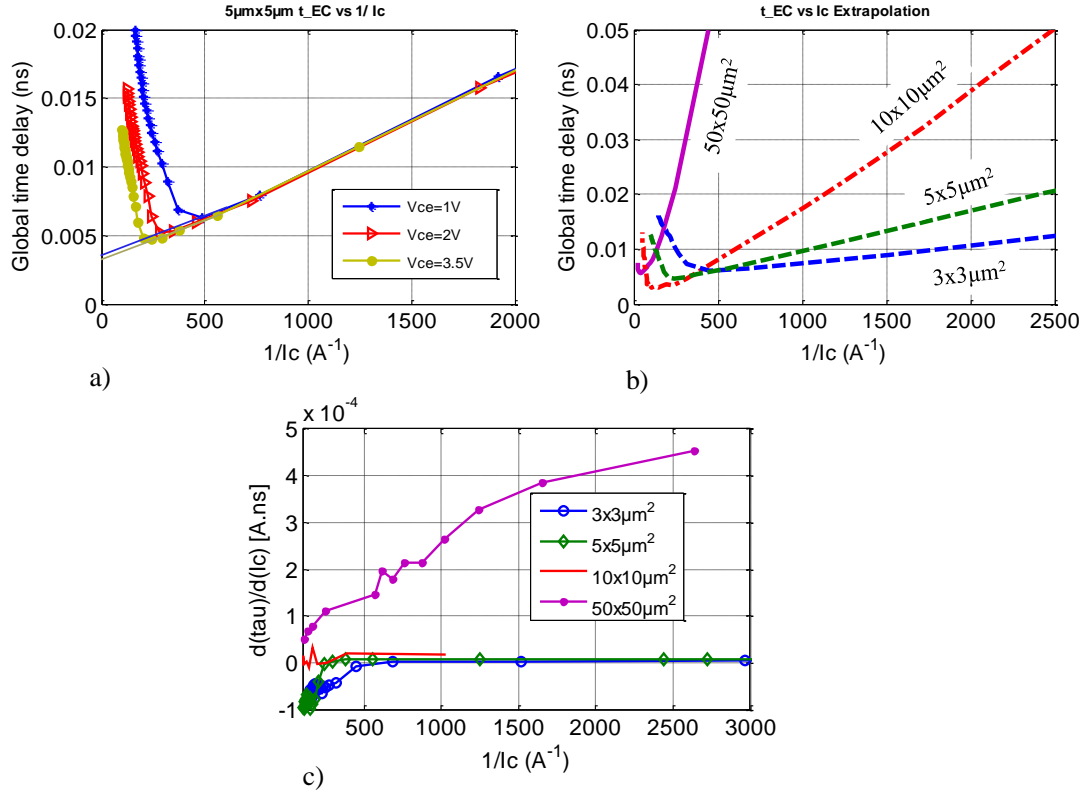 5µmx5µm t_EC vs 1/ Ic
0.02
0.015
0.01
0.005
0
Global time delay (ns)
0
500
1000
1500
2000
1/Ic (A⁻¹)
Vce=1V
Vce=2V
Vce=3.5V
a)
t_EC vs Ic Extrapolation
0.05
0.04
0.03
0.02
0.01
0
Global time delay (ns)
0
500
1000
1500
2000
2500
1/Ic (A⁻¹)
50x50µm²
10x10µm²
5x5µm²
3x3µm²
b)
x 10⁻⁴
5
4
3
2
1
0
-1
d(tau)/d(Ic) [A.ns]
500
1000
1500
2000
2500
3000
1/Ic (A⁻¹)
3x3µm²
5x5µm²
10x10µm²
50x50µm²
c)